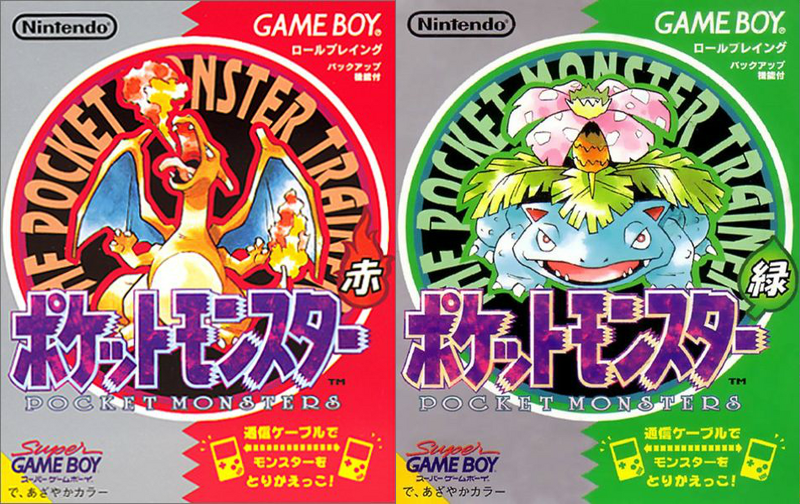 Nintendo
GAME BOY
ロールプレイング
バックアップ
機能付
THE POCKET MONSTER TRAINER
赤
ポケットモンスター
TM
POCKET MONSTERS
Super
GAME BOY
スーパーゲームボーイ
で、あざやかカラー
通信ケーブルで
モンスターを
とりかえっこ!
Nintendo
GAME BOY
ロールプレイング
バックアップ
機能付
THE POCKET MONSTER TRAINER
緑
ポケットモンスター
TM
POCKET MONSTERS
Super
GAME BOY
スーパーゲームボーイ
で、あざやかカラー
通信ケーブルで
モンスターを
とりかえっこ!